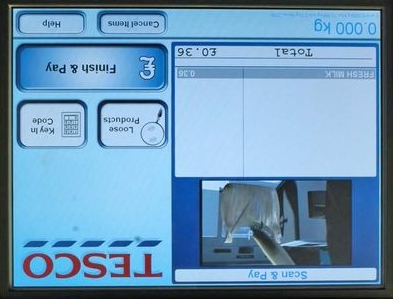 TESCO
Scan & Pay
Loose
Products
Key In
Code
Finish & Pay
£
FRESH MILK 0.36
Total £0.36
Cancel Items
Help
0.000 kg